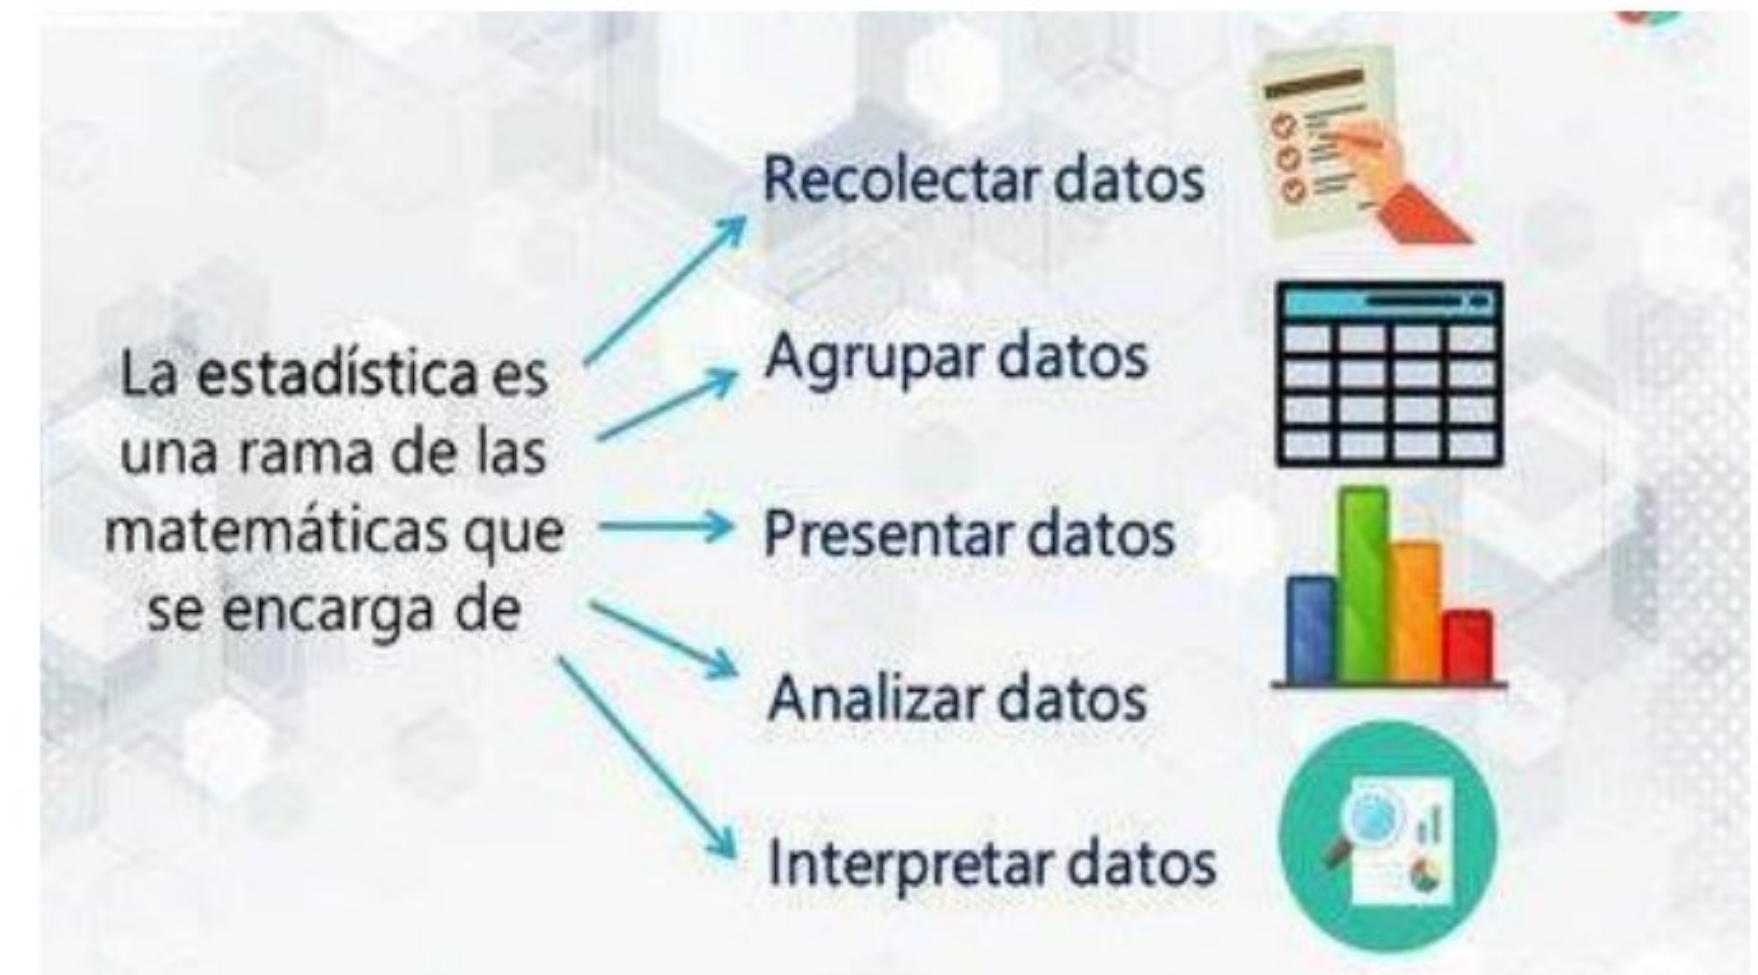 La estadística es
una rama de las
matemáticas que
se encarga de
Recolectar datos
Agrupar datos
Presentar datos
Analizar datos
Interpretar datos